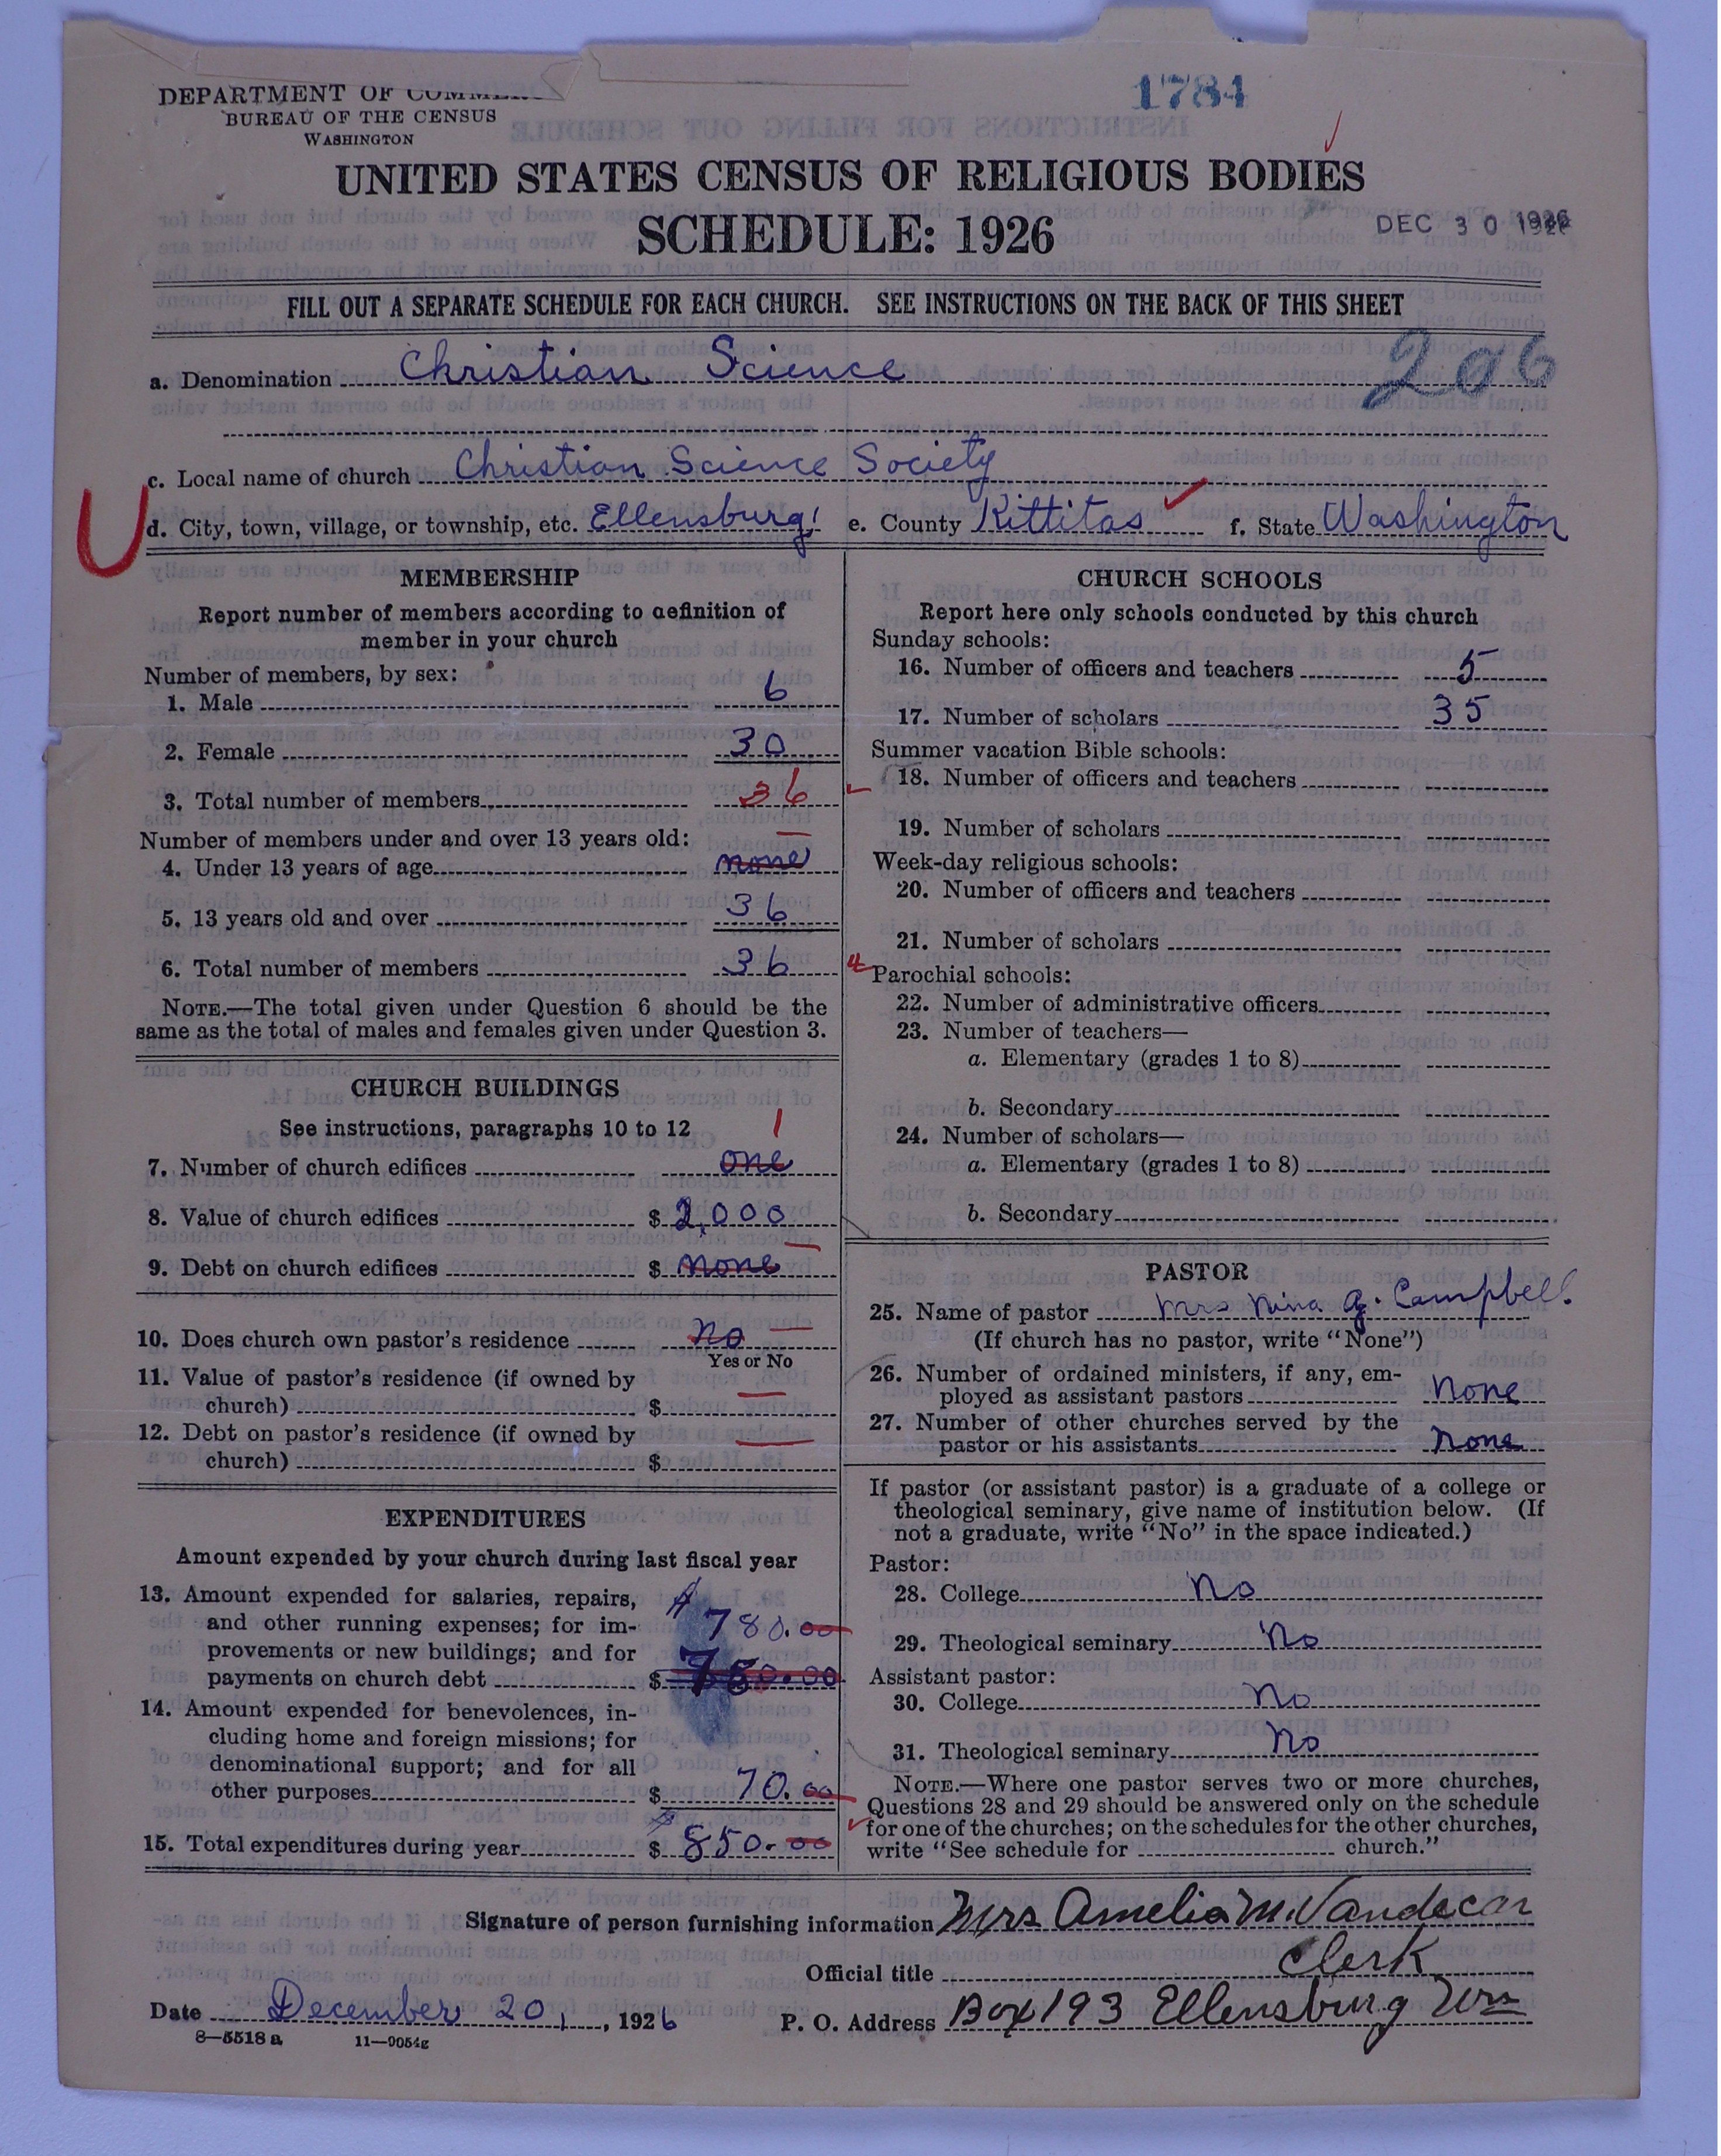 DEPARTMENT OF COMMERC
BUREAU OF THE CENSUS
WASHINGTON
1784
UNITED STATES CENSUS OF RELIGIOUS BODIES
SCHEDULE: 1926
DEC 30 1926
FILL OUT A SEPARATE SCHEDULE FOR EACH CHURCH. SEE INSTRUCTIONS ON THE BACK OF THIS SHEET
a. Denomination Christian Science
206
c. Local name of church Christian Science Society
d. City, town, village, or township, etc. Ellensburg e. County Kittitas f. State Washington
MEMBERSHIP
Report number of members according to definition of
member in your church
Number of members, by sex:
1. Male 6
2. Female 30
3. Total number of members 36
Number of members under and over 13 years old:
4. Under 13 years of age none
5. 13 years old and over 36
6. Total number of members 36
NOTE.—The total given under Question 6 should be the
same as the total of males and females given under Question 3.
CHURCH BUILDINGS
See instructions, paragraphs 10 to 12
1
7. Number of church edifices one
8. Value of church edifices $ 2,000
9. Debt on church edifices $ none
10. Does church own pastor's residence no
Yes or No
11. Value of pastor's residence (if owned by
church) $
12. Debt on pastor's residence (if owned by
church) $
EXPENDITURES
Amount expended by your church during last fiscal year
13. Amount expended for salaries, repairs,
and other running expenses; for im- $ 780.00
provements or new buildings; and for
payments on church debt $
14. Amount expended for benevolences, in-
cluding home and foreign missions; for
denominational support; and for all
other purposes $ 70.00
15. Total expenditures during year $ 850.00
CHURCH SCHOOLS
Report here only schools conducted by this church
Sunday schools:
16. Number of officers and teachers 5
17. Number of scholars 35
Summer vacation Bible schools:
18. Number of officers and teachers
19. Number of scholars
Week-day religious schools:
20. Number of officers and teachers
21. Number of scholars
Parochial schools:
22. Number of administrative officers
23. Number of teachers—
a. Elementary (grades 1 to 8)
b. Secondary
24. Number of scholars—
a. Elementary (grades 1 to 8)
b. Secondary
PASTOR
25. Name of pastor Mrs Nina G. Campbell
(If church has no pastor, write "None")
26. Number of ordained ministers, if any, em-
ployed as assistant pastors none
27. Number of other churches served by the
pastor or his assistants none
If pastor (or assistant pastor) is a graduate of a college or
theological seminary, give name of institution below. (If
not a graduate, write "No" in the space indicated.)
Pastor:
28. College No
29. Theological seminary No
Assistant pastor:
30. College No
31. Theological seminary No
NOTE.—Where one pastor serves two or more churches,
Questions 28 and 29 should be answered only on the schedule
for one of the churches; on the schedules for the other churches,
write "See schedule for church."
Signature of person furnishing information Mrs Amelia M. Vandecar
Official title Clerk
Date December 20, 1926 P. O. Address Box 193 Ellensburg Wn
8—5518 a 11—9054g